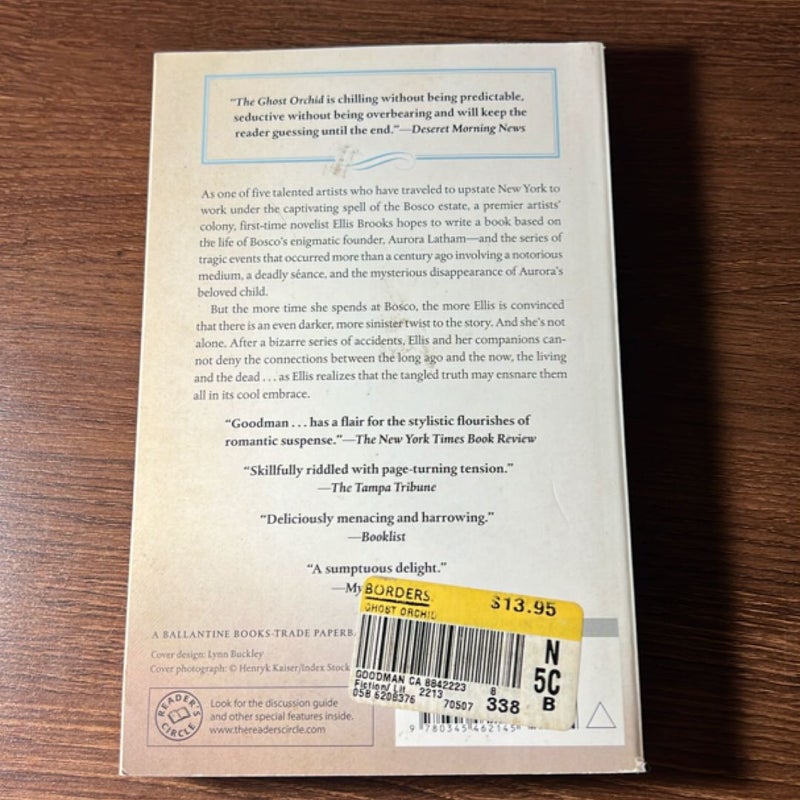 “The Ghost Orchid is chilling without being predictable,
seductive without being overbearing and will keep the
reader guessing until the end.”—Deseret Morning News
As one of five talented artists who have traveled to upstate New York to
work under the captivating spell of the Bosco estate, a premier artists’
colony, first-time novelist Ellis Brooks hopes to write a book based on
the life of Bosco’s enigmatic founder, Aurora Latham—and the series of
tragic events that occurred more than a century ago involving a notorious
medium, a deadly séance, and the mysterious disappearance of Aurora’s
beloved child.
But the more time she spends at Bosco, the more Ellis is convinced
that there is an even darker, more sinister twist to the story. And she’s not
alone. After a bizarre series of accidents, Ellis and her companions can-
not deny the connections between the long ago and the now, the living
and the dead . . . as Ellis realizes that the tangled truth may ensnare them
all in its cool embrace.
“Goodman . . . has a flair for the stylistic flourishes of
romantic suspense.”—The New York Times Book Review
“Skillfully riddled with page-turning tension.”
—The Tampa Tribune
“Deliciously menacing and harrowing.”
—Booklist
“A sumptuous delight.”
—My
BORDERS. $13.95
GHOST ORCHID
N
5C
B
GOODMAN CA 8842223 8
Fiction/ Lit 2213
05B 6208376 70507 338
A BALLANTINE BOOKS TRADE PAPERB
Cover design: Lynn Buckley
Cover photograph: © Henryk Kaiser/Index Stock
READER’S CIRCLE
Look for the discussion guide
and other special features inside.
www.thereaderscircle.com
9 780345 462145